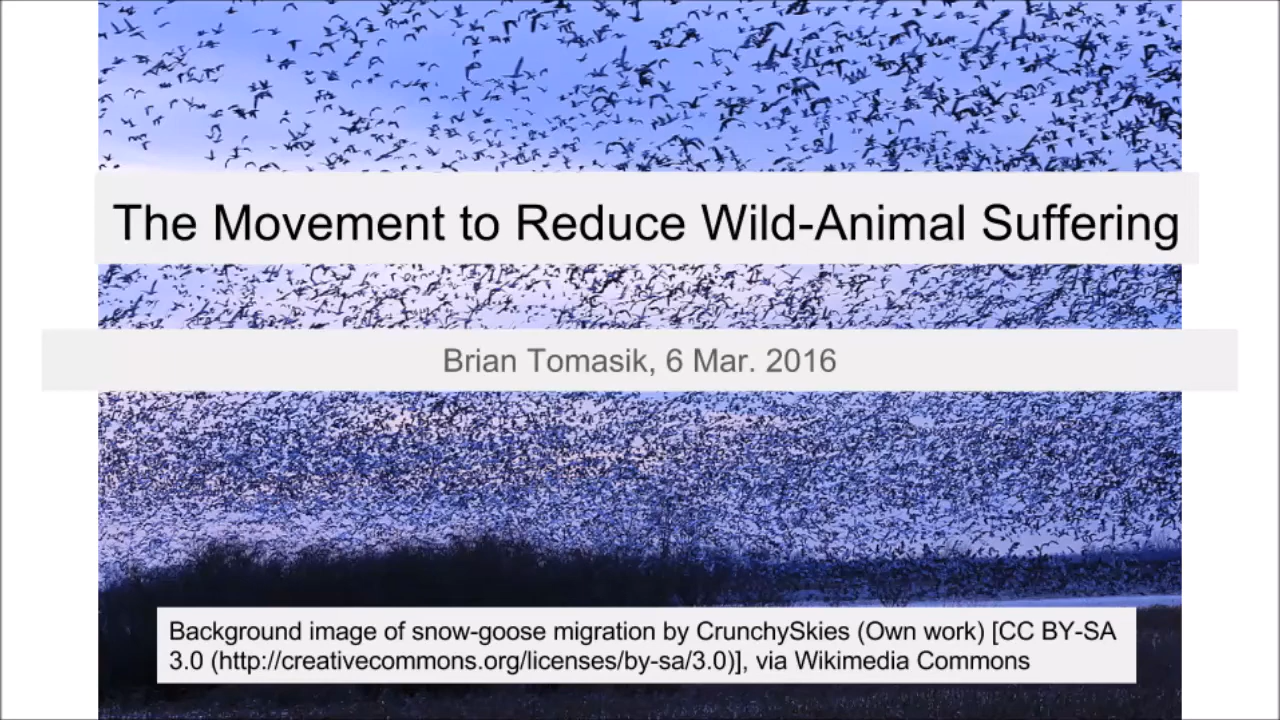 The Movement to Reduce Wild-Animal Suffering
Brian Tomasik, 6 Mar. 2016
Background image of snow-goose migration by CrunchySkies (Own work) [CC BY-SA
3.0 (http://creativecommons.org/licenses/by-sa/3.0)], via Wikimedia Commons